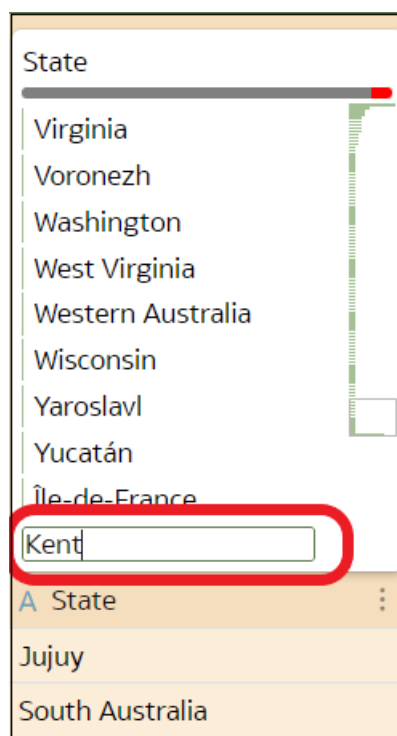 State
Virginia
Voronezh
Washington
West Virginia
Western Australia
Wisconsin
Yaroslavl
Yucatán
Île-de-France
Kent
A State
Jujuy
South Australia